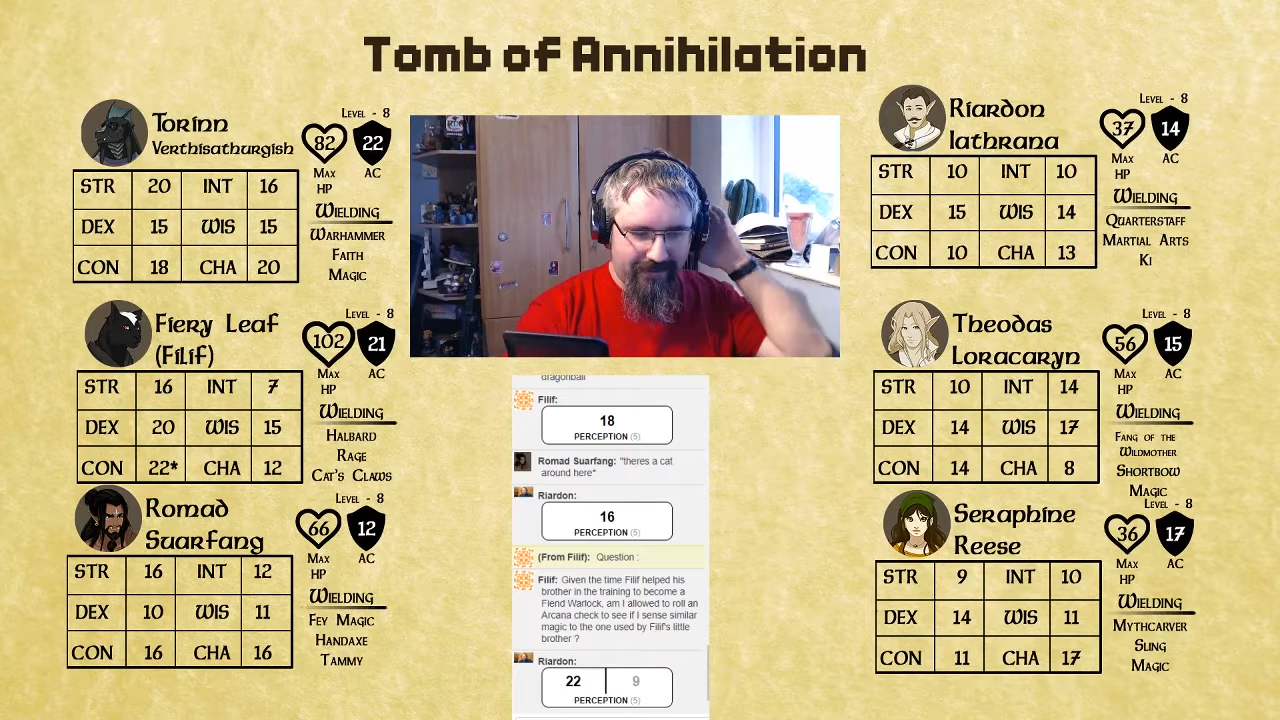 Tomb of Annihilation
Torinn
Verthisathurgish
Level - 8
82
22
Max HP
AC
STR 20 INT 16
DEX 15 WIS 15
CON 18 CHA 20
Wielding
Warhammer
Faith
Magic
Fiery Leaf
(Filif)
Level - 8
102
21
Max HP
AC
STR 16 INT 7
DEX 20 WIS 15
CON 22* CHA 12
Wielding
Halbard
Rage
Cat's Claws
Romad
Suarfang
Level - 8
66
12
Max HP
AC
STR 16 INT 12
DEX 10 WIS 11
CON 16 CHA 16
Wielding
Fey Magic
Handaxe
Tammy
dragonball
Filif:
18
PERCEPTION (5)
Romad Suarfang: "theres a cat
around here*
Riardon:
16
PERCEPTION (5)
(From Filif): Question :
Filif: Given the time Filif helped his
brother in the training to become a
Fiend Warlock, am I allowed to roll an
Arcana check to see if I sense similar
magic to the one used by Filif's little
brother ?
Riardon:
22 9
PERCEPTION (5)
Riardon
Iathrana
Level - 8
37
14
Max HP
AC
STR 10 INT 10
DEX 15 WIS 14
CON 10 CHA 13
Wielding
Quarterstaff
Martial Arts
Ki
Theodas
Loracaryn
Level - 8
56
15
Max HP
AC
STR 10 INT 14
DEX 14 WIS 17
CON 14 CHA 8
Wielding
Fang of the
Wildmother
Shortbow
Magic
Seraphine
Reese
Level - 8
36
17
Max HP
AC
STR 9 INT 10
DEX 14 WIS 11
CON 11 CHA 17
Wielding
Mythcarver
Sling
Magic